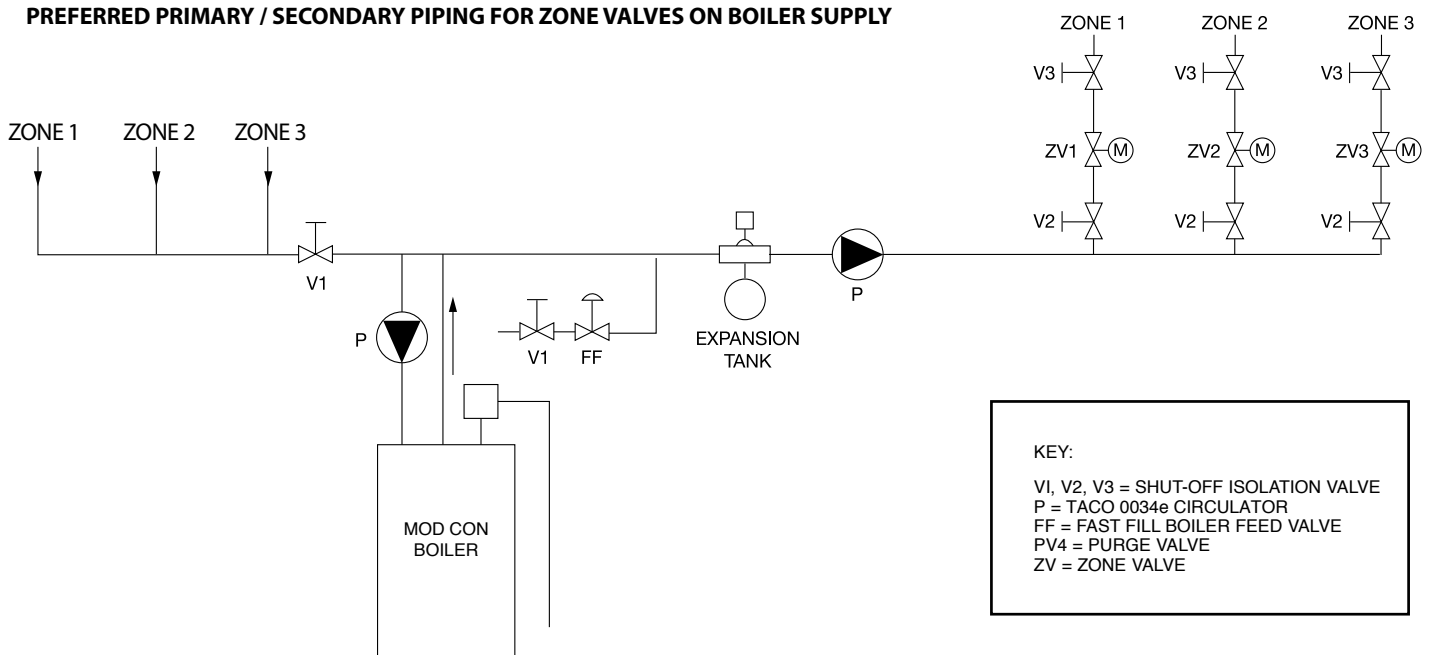 PREFERRED PRIMARY / SECONDARY PIPING FOR ZONE VALVES ON BOILER SUPPLY
ZONE 1 ZONE 2 ZONE 3
V3 V3 V3
ZONE 1 ZONE 2 ZONE 3
ZV1 M ZV2 M ZV3 M
V2 V2 V2
V1
P
P
V1 FF
EXPANSION
TANK
MOD CON
BOILER
KEY:
VI, V2, V3 = SHUT-OFF ISOLATION VALVE
P = TACO 0034e CIRCULATOR
FF = FAST FILL BOILER FEED VALVE
PV4 = PURGE VALVE
ZV = ZONE VALVE